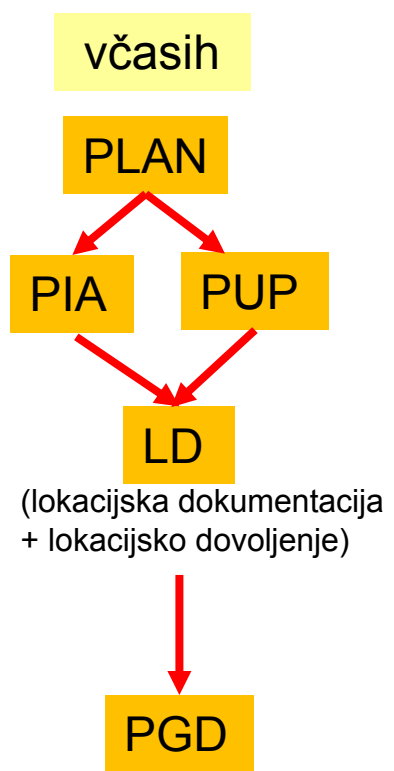 včasih
PLAN
PIA
PUP
LD
(lokacijska dokumentacija
+ lokacijsko dovoljenje)
PGD